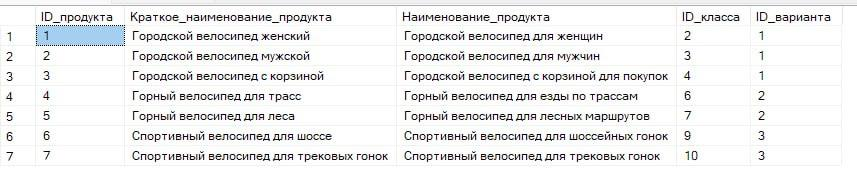 ID_продукта Краткое_наименование_продукта Наименование_продукта ID_класса ID_варианта
1 1 Городской велосипед женский Городской велосипед для женщин 2 1
2 2 Городской велосипед мужской Городской велосипед для мужчин 3 1
3 3 Городской велосипед с корзиной Городской велосипед с корзиной для покупок 4 1
4 4 Горный велосипед для трасс Горный велосипед для езды по трассам 6 2
5 5 Горный велосипед для леса Горный велосипед для лесных маршрутов 7 2
6 6 Спортивный велосипед для шоссе Спортивный велосипед для шоссейных гонок 9 3
7 7 Спортивный велосипед для трековых гонок Спортивный велосипед для трековых гонок 10 3